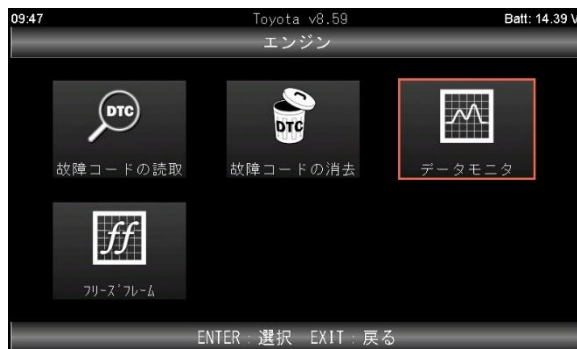 09:47 Toyota v8.59 Batt: 14.39 V
エンジン
DTC DTC
故障コードの読取 故障コードの消去 データモニタ
ff
フリーズフレーム
ENTER：選択 EXIT：戻る